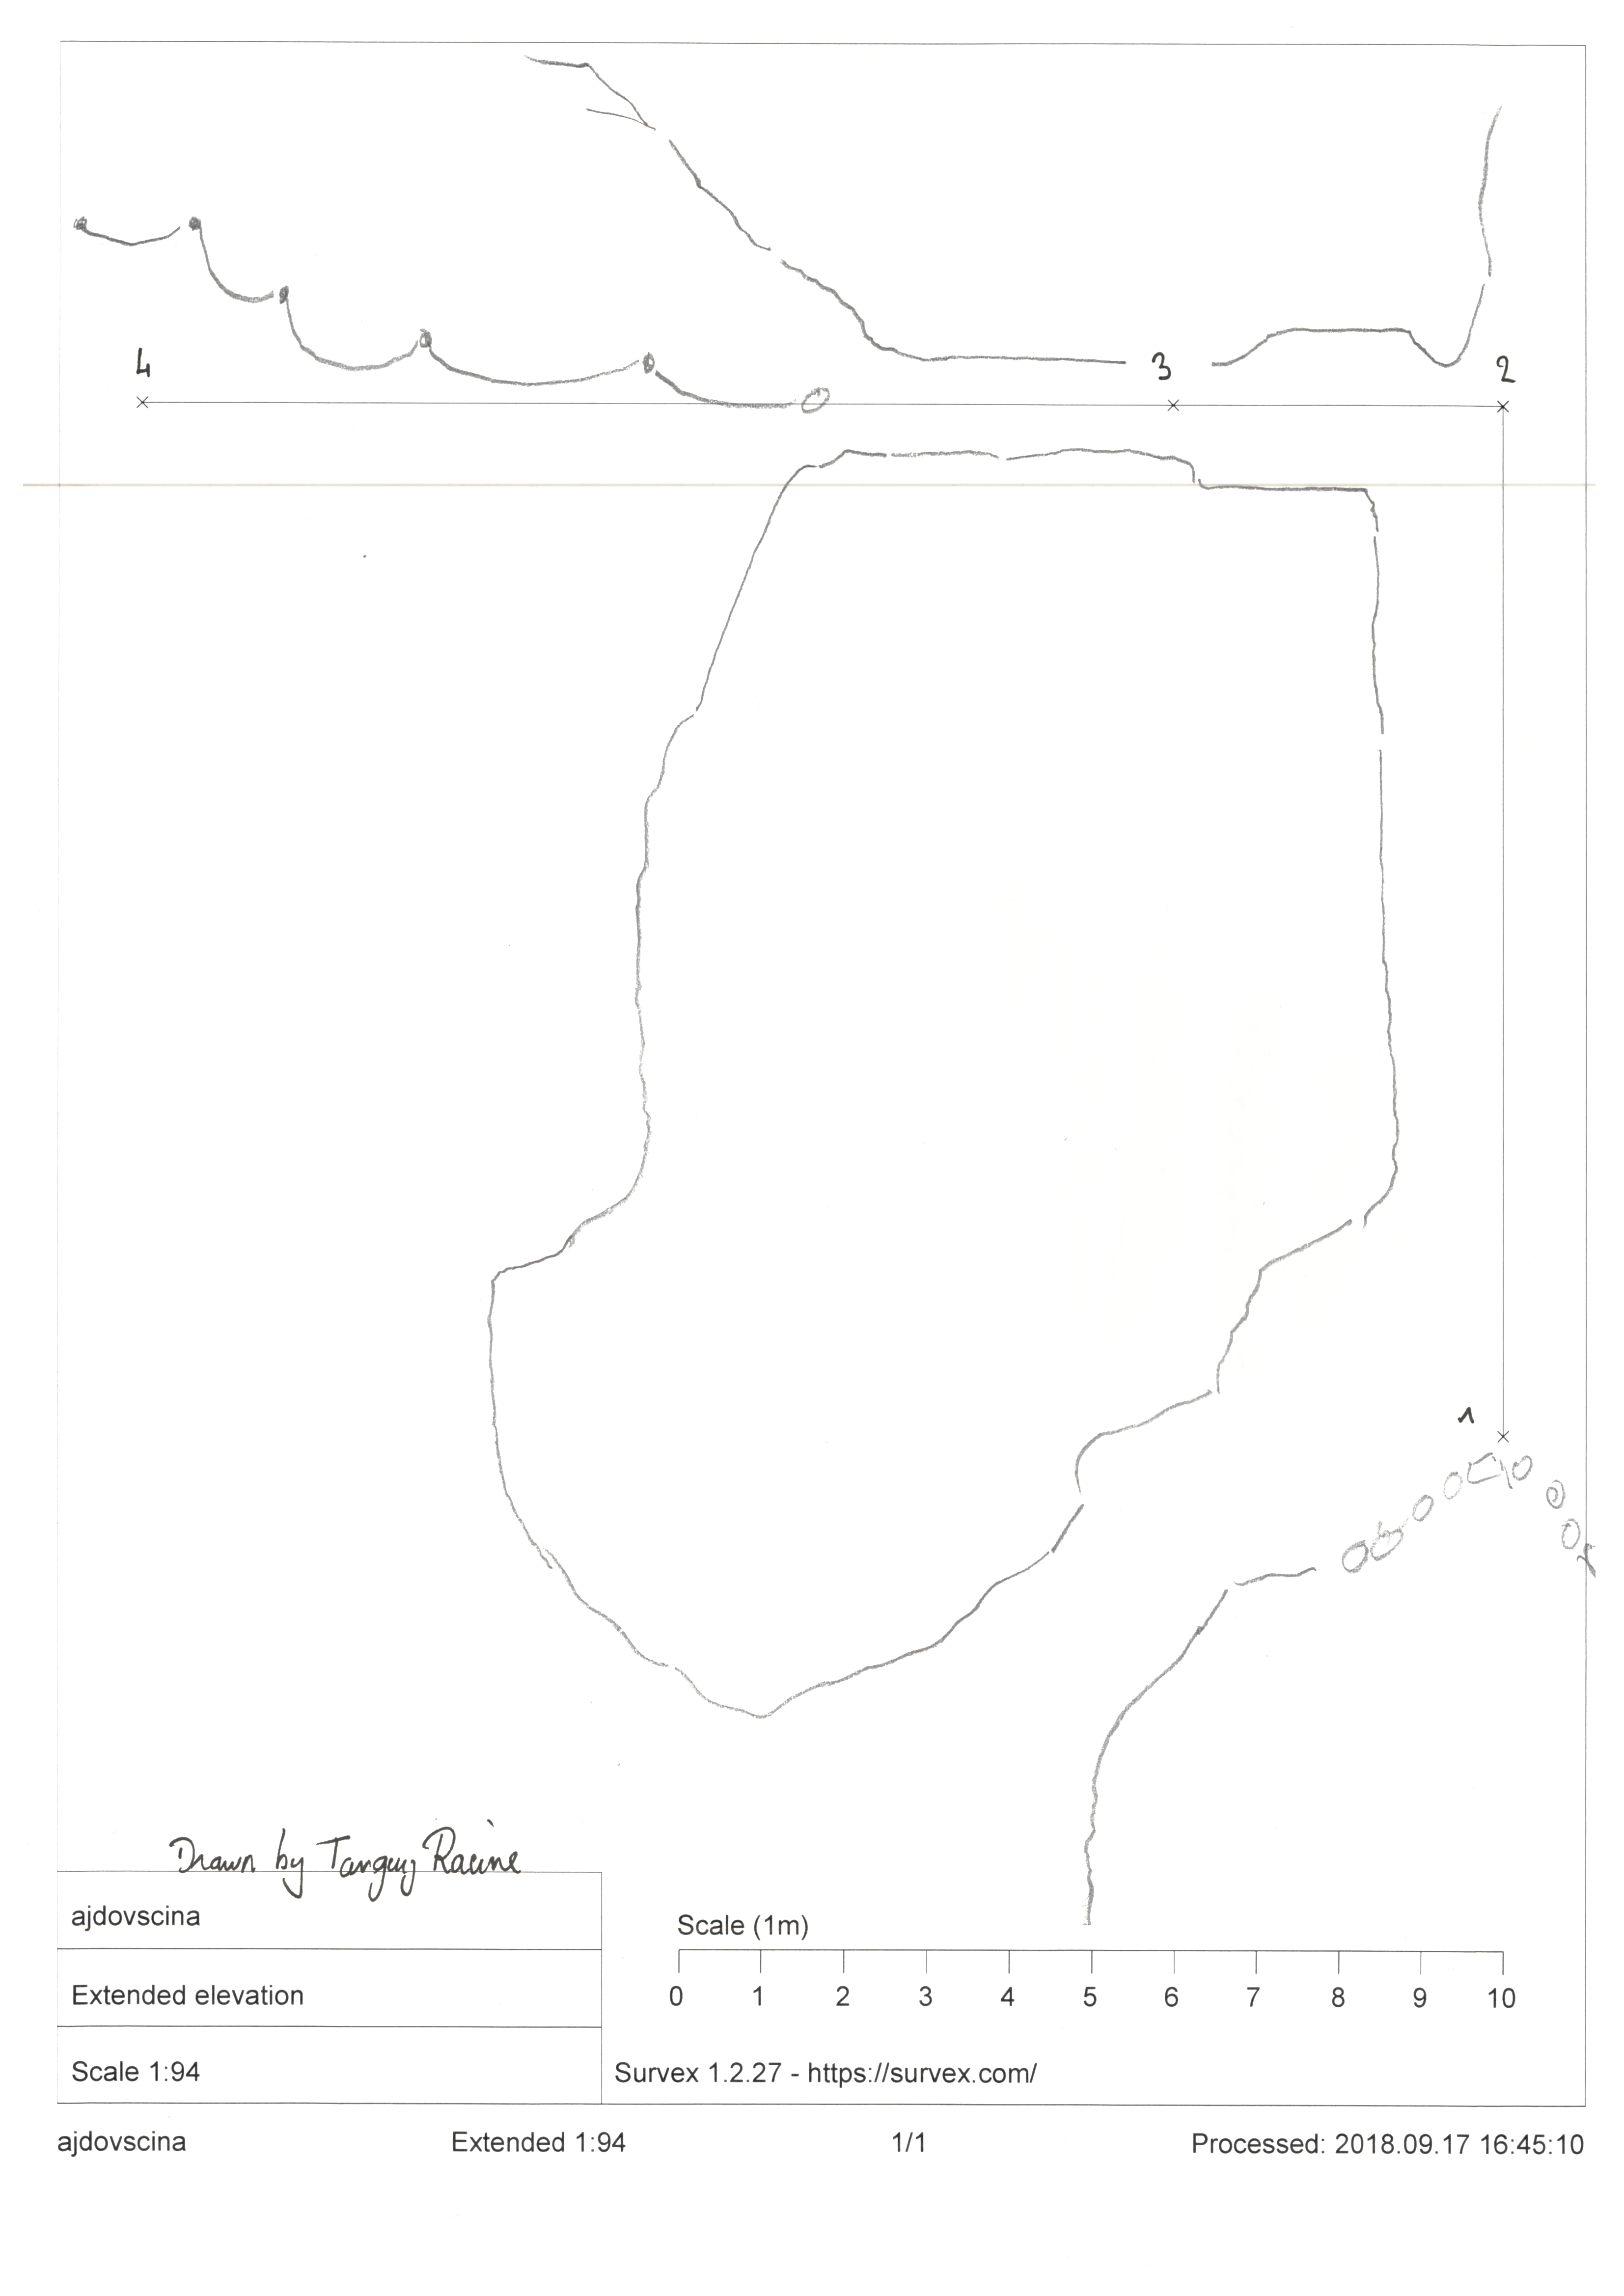 4
3
2
1
Drawn by Tanguy Racine
ajdovscina
Extended elevation
Scale 1:94
Scale (1m)
0 1 2 3 4 5 6 7 8 9 10
Survex 1.2.27 - https://survex.com/
ajdovscina Extended 1:94 1/1 Processed: 2018.09.17 16:45:10